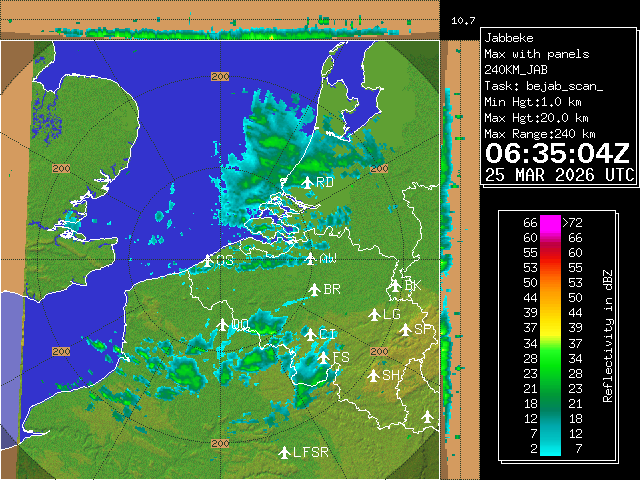 10.7
Jabbeke
Max with panels
240KM_JAB
Task: bejab_scan_
Min Hgt:1.0 km
Max Hgt:20.0 km
Max Range:240 km
06:35:04Z
25 MAR 2026 UTC
200
200
200
RD
OS
AW
BR
BK
LG
QO
CI
SP
200
FS
200
SH
200
LFSR
66 >72
60 66
55 60
53 55
50 53
44 50
39 44
37 39
34 37
28 34
23 28
21 23
18 21
12 18
7 12
2 7
Reflectivity in dBZ